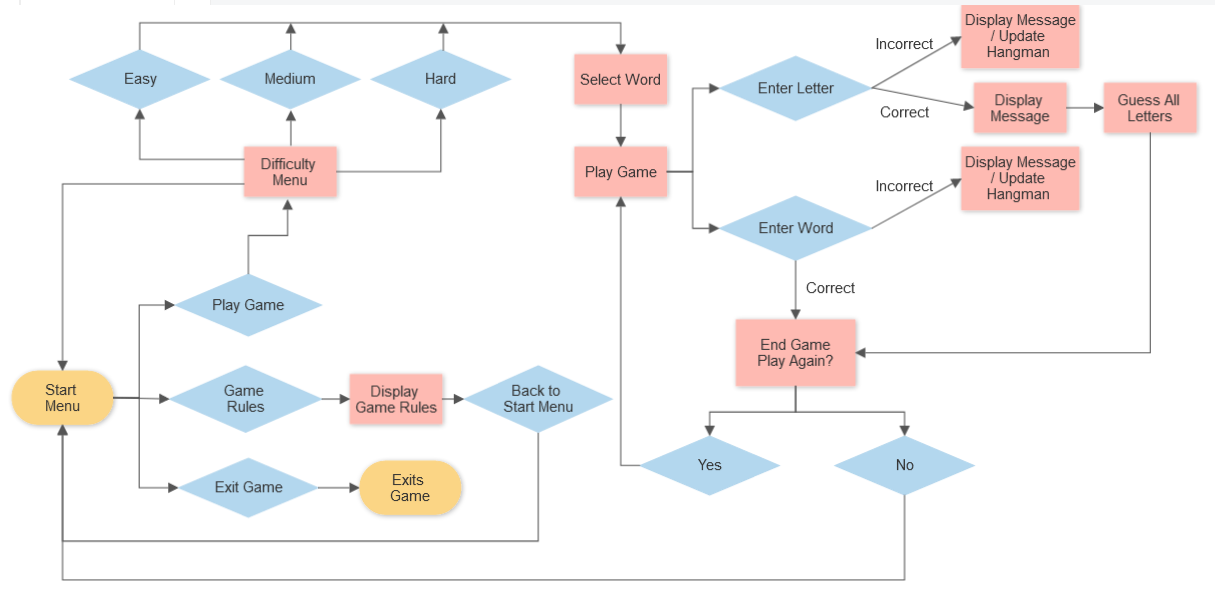 Easy
Medium
Hard
Difficulty
Menu
Play Game
Start
Menu
Game
Rules
Display
Game Rules
Back to
Start Menu
Exit Game
Exits
Game
Select Word
Play Game
Enter Letter
Incorrect
Display Message
/ Update
Hangman
Correct
Display
Message
Guess All
Letters
Enter Word
Incorrect
Display Message
/ Update
Hangman
Correct
End Game
Play Again?
Yes
No